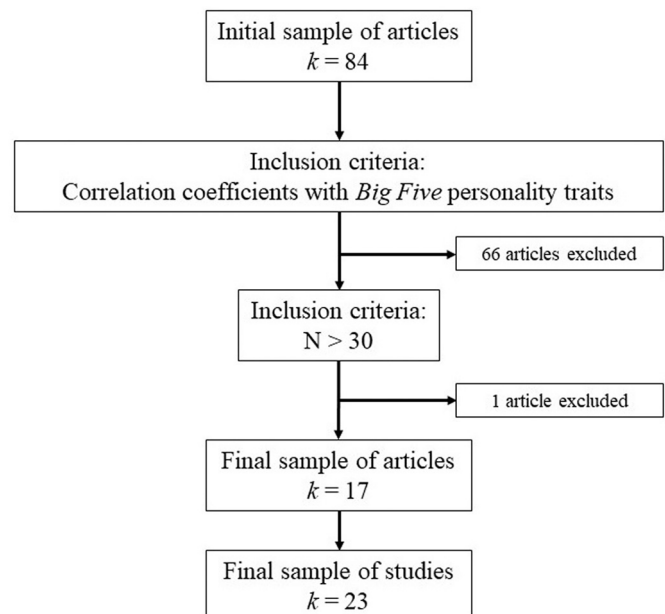 Initial sample of articles
k = 84
Inclusion criteria:
Correlation coefficients with Big Five personality traits
66 articles excluded
Inclusion criteria:
N > 30
1 article excluded
Final sample of articles
k = 17
Final sample of studies
k = 23